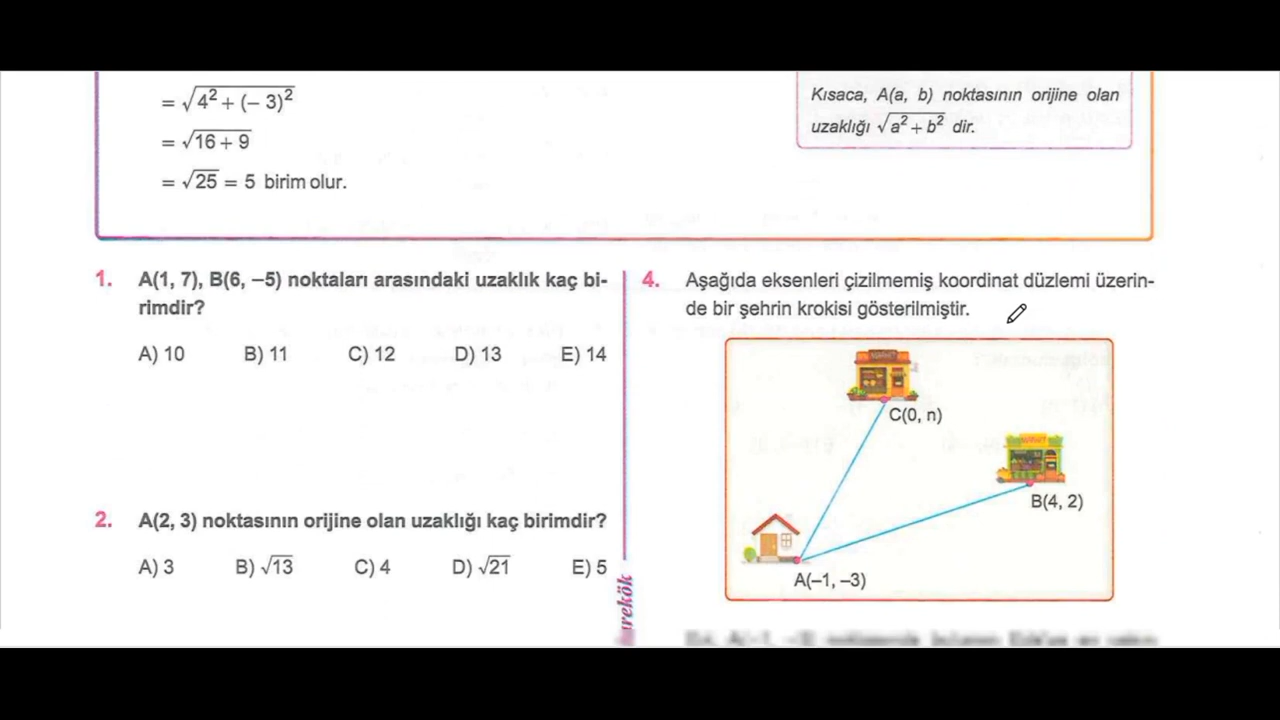 = √4² + (– 3)²
= √16 + 9
= √25 = 5 birim olur.
Kısaca, A(a, b) noktasının orijine olan
uzaklığı √a² + b² dir.
1. A(1, 7), B(6, –5) noktaları arasındaki uzaklık kaç bi-
rimdir?
A) 10 B) 11 C) 12 D) 13 E) 14
2. A(2, 3) noktasının orijine olan uzaklığı kaç birimdir?
A) 3 B) √13 C) 4 D) √21 E) 5
4. Aşağıda eksenleri çizilmemiş koordinat düzlemi üzerin-
de bir şehrin krokisi gösterilmiştir.
C(0, n)
B(4, 2)
A(–1, –3)